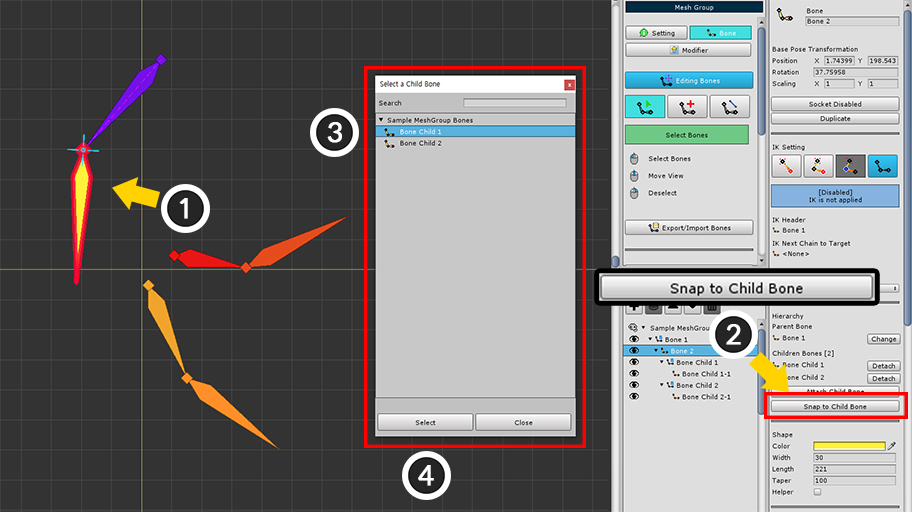 1
3
Select a Child Bone
x
Search
Sample MeshGroup Bones
Bone Child 1
Bone Child 2
Select
Close
4
Mesh Group
Setting
Bone
Modifier
Editing Bones
Select Bones
Select Bones
Move View
Deselect
Export/Import Bones
Snap to Child Bone
2
Sample MeshGroup
Bone 1
Bone 2
Bone Child 1
Bone Child 1-1
Bone Child 2
Bone Child 2-1
Bone
Bone 2
Base Pose Transformation
Position X 1.74399 Y 198.543
Rotation 37.75958
Scaling X 1 Y 1
Socket Disabled
Duplicate
IK Setting
[Disabled]
IK is not applied
IK Header
Bone 1
IK Next Chain to Target
<None>
Hierarchy
Parent Bone
Bone 1 Change
Children Bones [2]
Bone Child 1 Detach
Bone Child 2 Detach
Attach Child Bone
Snap to Child Bone
Shape
Color
Width 30
Length 221
Taper 100
Helper